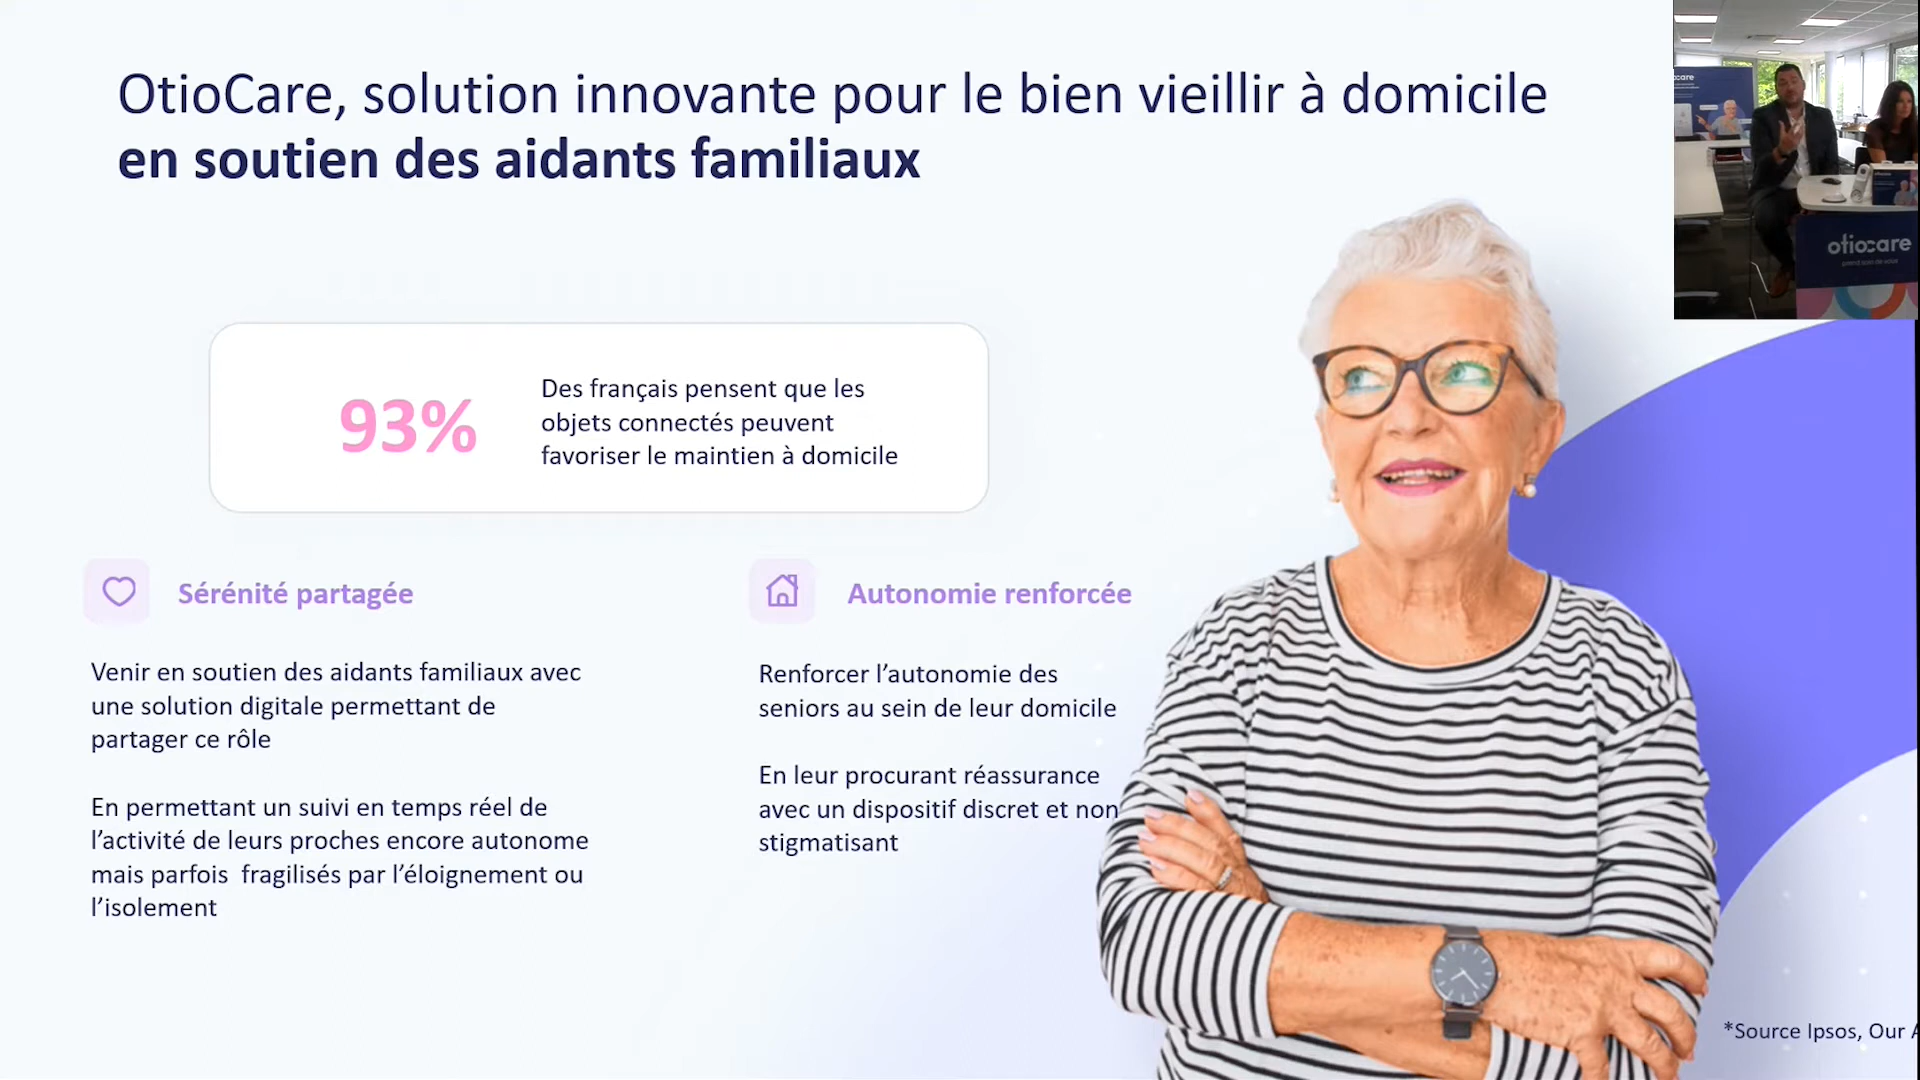 OtioCare, solution innovante pour le bien vieillir à domicile
en soutien des aidants familiaux
93%
Des français pensent que les
objets connectés peuvent
favoriser le maintien à domicile
Sérénité partagée
Venir en soutien des aidants familiaux avec
une solution digitale permettant de
partager ce rôle
En permettant un suivi en temps réel de
l’activité de leurs proches encore autonome
mais parfois  fragilisés par l’éloignement ou
l’isolement
Autonomie renforcée
Renforcer l’autonomie des
seniors au sein de leur domicile
En leur procurant réassurance
avec un dispositif discret et non
stigmatisant
*Source Ipsos, Our
otiocare
prend soin de vous